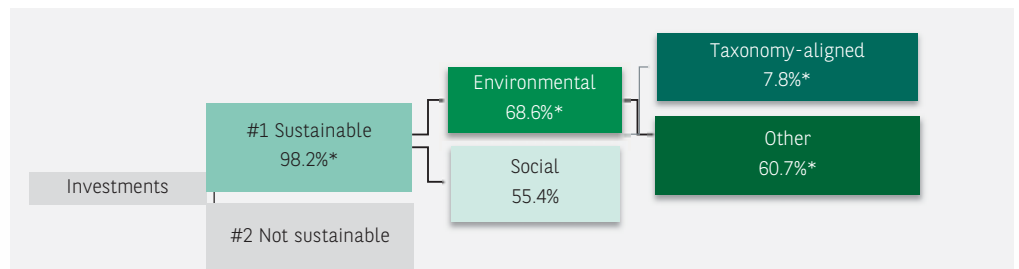 Investments
#1 Sustainable
98.2%*
#2 Not sustainable
Environmental
68.6%*
Social
55.4%
Taxonomy-aligned
7.8%*
Other
60.7%*